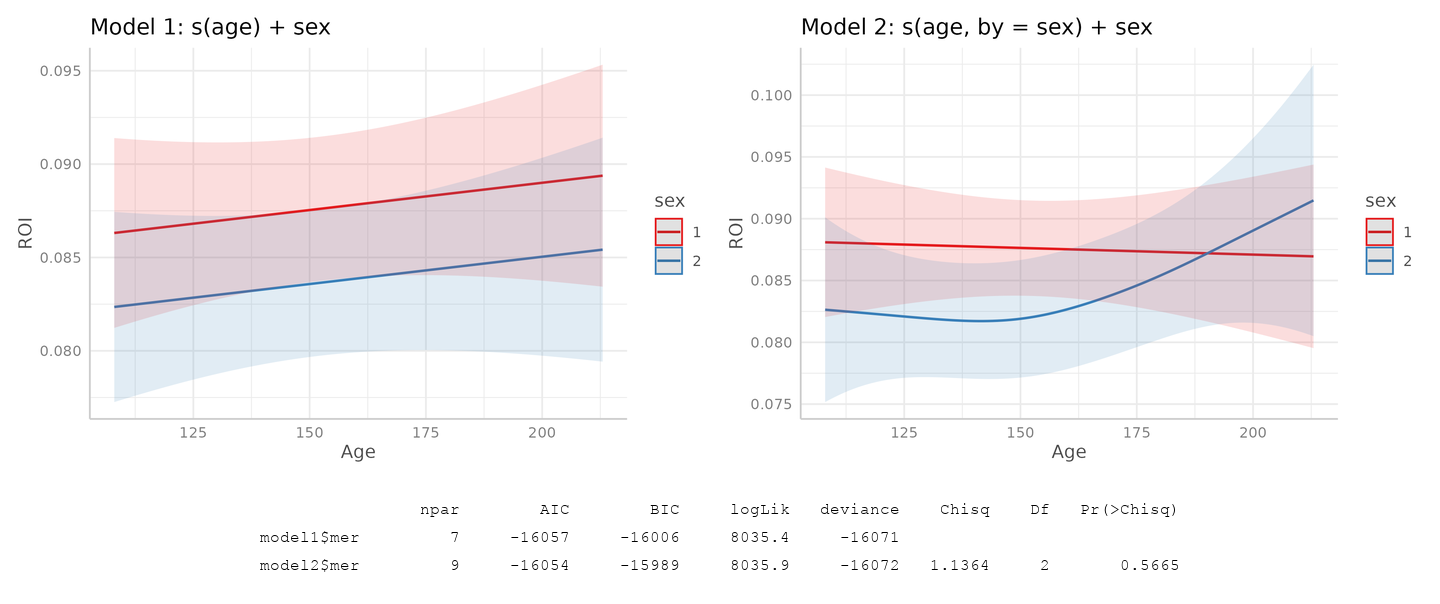 Model 1: s(age) + sex
0.095
0.090
0.085
0.080
ROI
125 150 175 200
Age
sex
1
2
Model 2: s(age, by = sex) + sex
0.100
0.095
0.090
0.085
0.080
0.075
ROI
125 150 175 200
Age
sex
1
2
npar AIC BIC logLik deviance Chisq Df Pr(>Chisq)
model1$mer 7 -16057 -16006 8035.4 -16071
model2$mer 9 -16054 -15989 8035.9 -16072 1.1364 2 0.5665